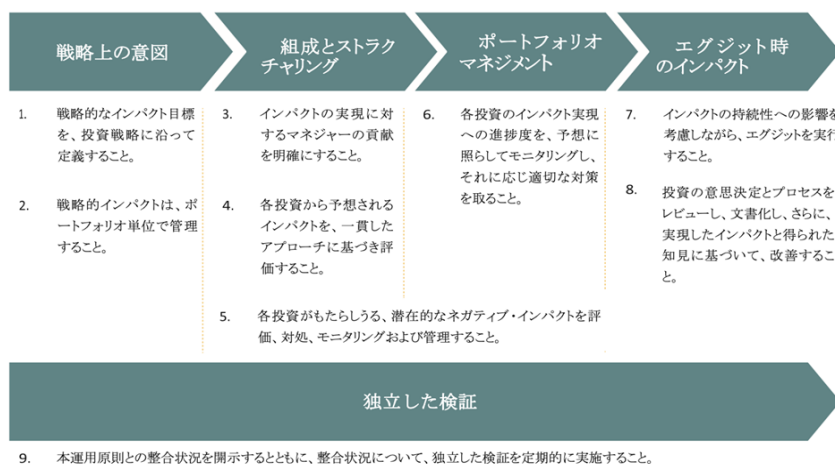 戦略上の意図
組成とストラク
チャリング
ポートフォリオ
マネジメント
エグジット時
のインパクト
1. 戦略的なインパクト目標
を、投資戦略に沿って
定義すること。
2. 戦略的インパクトは、ポ
ートフォリオ単位で管理
すること。
3. インパクトの実現に対
するマネジャーの貢献
を明確にすること。
4. 各投資から予想される
インパクトを、一貫した
アプローチに基づき評
価すること。
5. 各投資がもたらしうる、潜在的なネガティブ・インパクトを評
価、対処、モニタリングおよび管理すること。
6. 各投資のインパクト実現
への進捗度を、予想に
照らしてモニタリングし、
それに応じ適切な対策
を取ること。
7. インパクトの持続性への影響を
考慮しながら、エグジットを実行
すること。
8. 投資の意思決定とプロセスを
レビューし、文書化し、さらに、
実現したインパクトと得られた
知見に基づいて、改善するこ
と。
独立した検証
9. 本運用原則との整合状況を開示するとともに、整合状況について、独立した検証を定期的に実施すること。